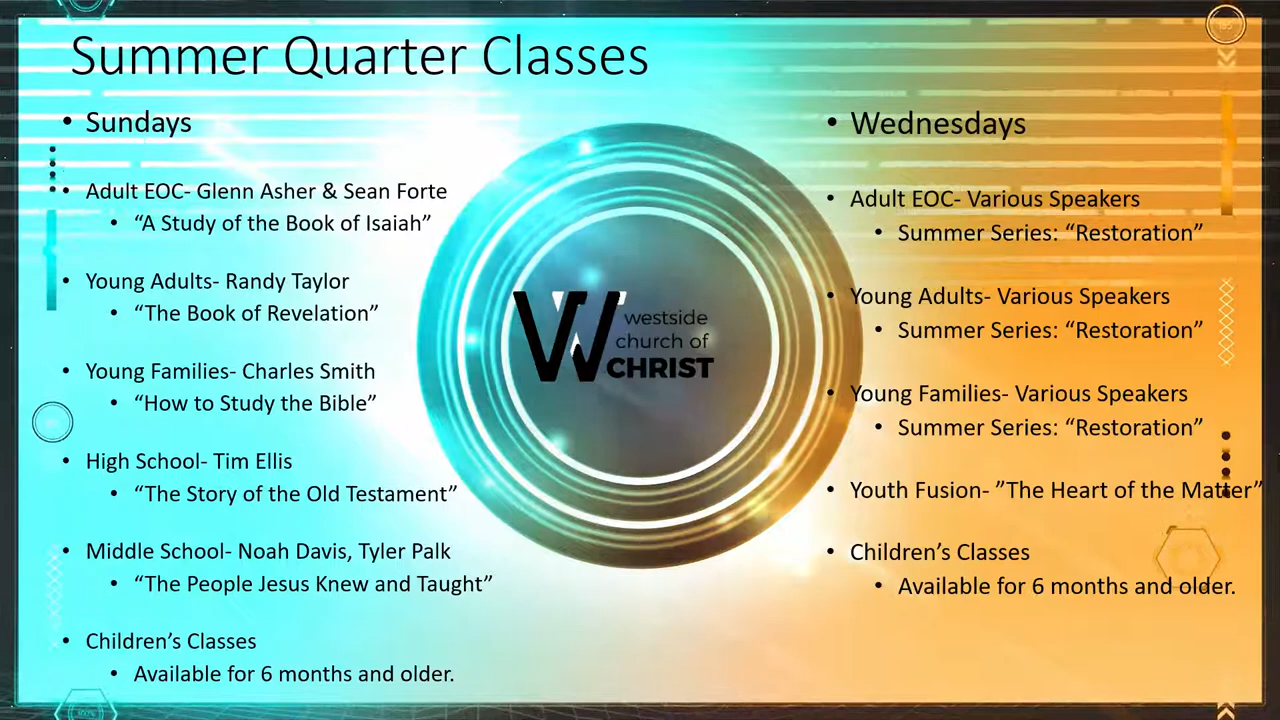 Summer Quarter Classes
• Sundays
• Adult EOC- Glenn Asher & Sean Forte
• “A Study of the Book of Isaiah”
• Young Adults- Randy Taylor
• “The Book of Revelation”
• Young Families- Charles Smith
• “How to Study the Bible”
• High School- Tim Ellis
• “The Story of the Old Testament”
• Middle School- Noah Davis, Tyler Palk
• “The People Jesus Knew and Taught”
• Children’s Classes
• Available for 6 months and older.
W
westside
church of
CHRIST
• Wednesdays
• Adult EOC- Various Speakers
• Summer Series: “Restoration”
• Young Adults- Various Speakers
• Summer Series: “Restoration”
• Young Families- Various Speakers
• Summer Series: “Restoration”
• Youth Fusion- ”The Heart of the Matter”
• Children’s Classes
• Available for 6 months and older.